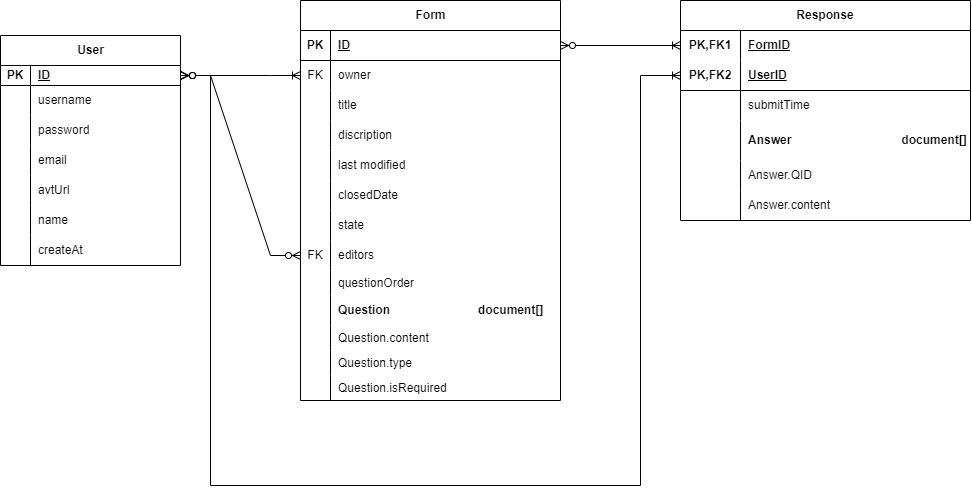 User
PK ID
username
password
email
avtUrl
name
createAt
Form
PK ID
FK owner
title
discription
last modified
closedDate
state
FK editors
questionOrder
Question document[]
Question.content
Question.type
Question.isRequired
Response
PK,FK1 FormID
PK,FK2 UserID
submitTime
Answer document[]
Answer.QID
Answer.content